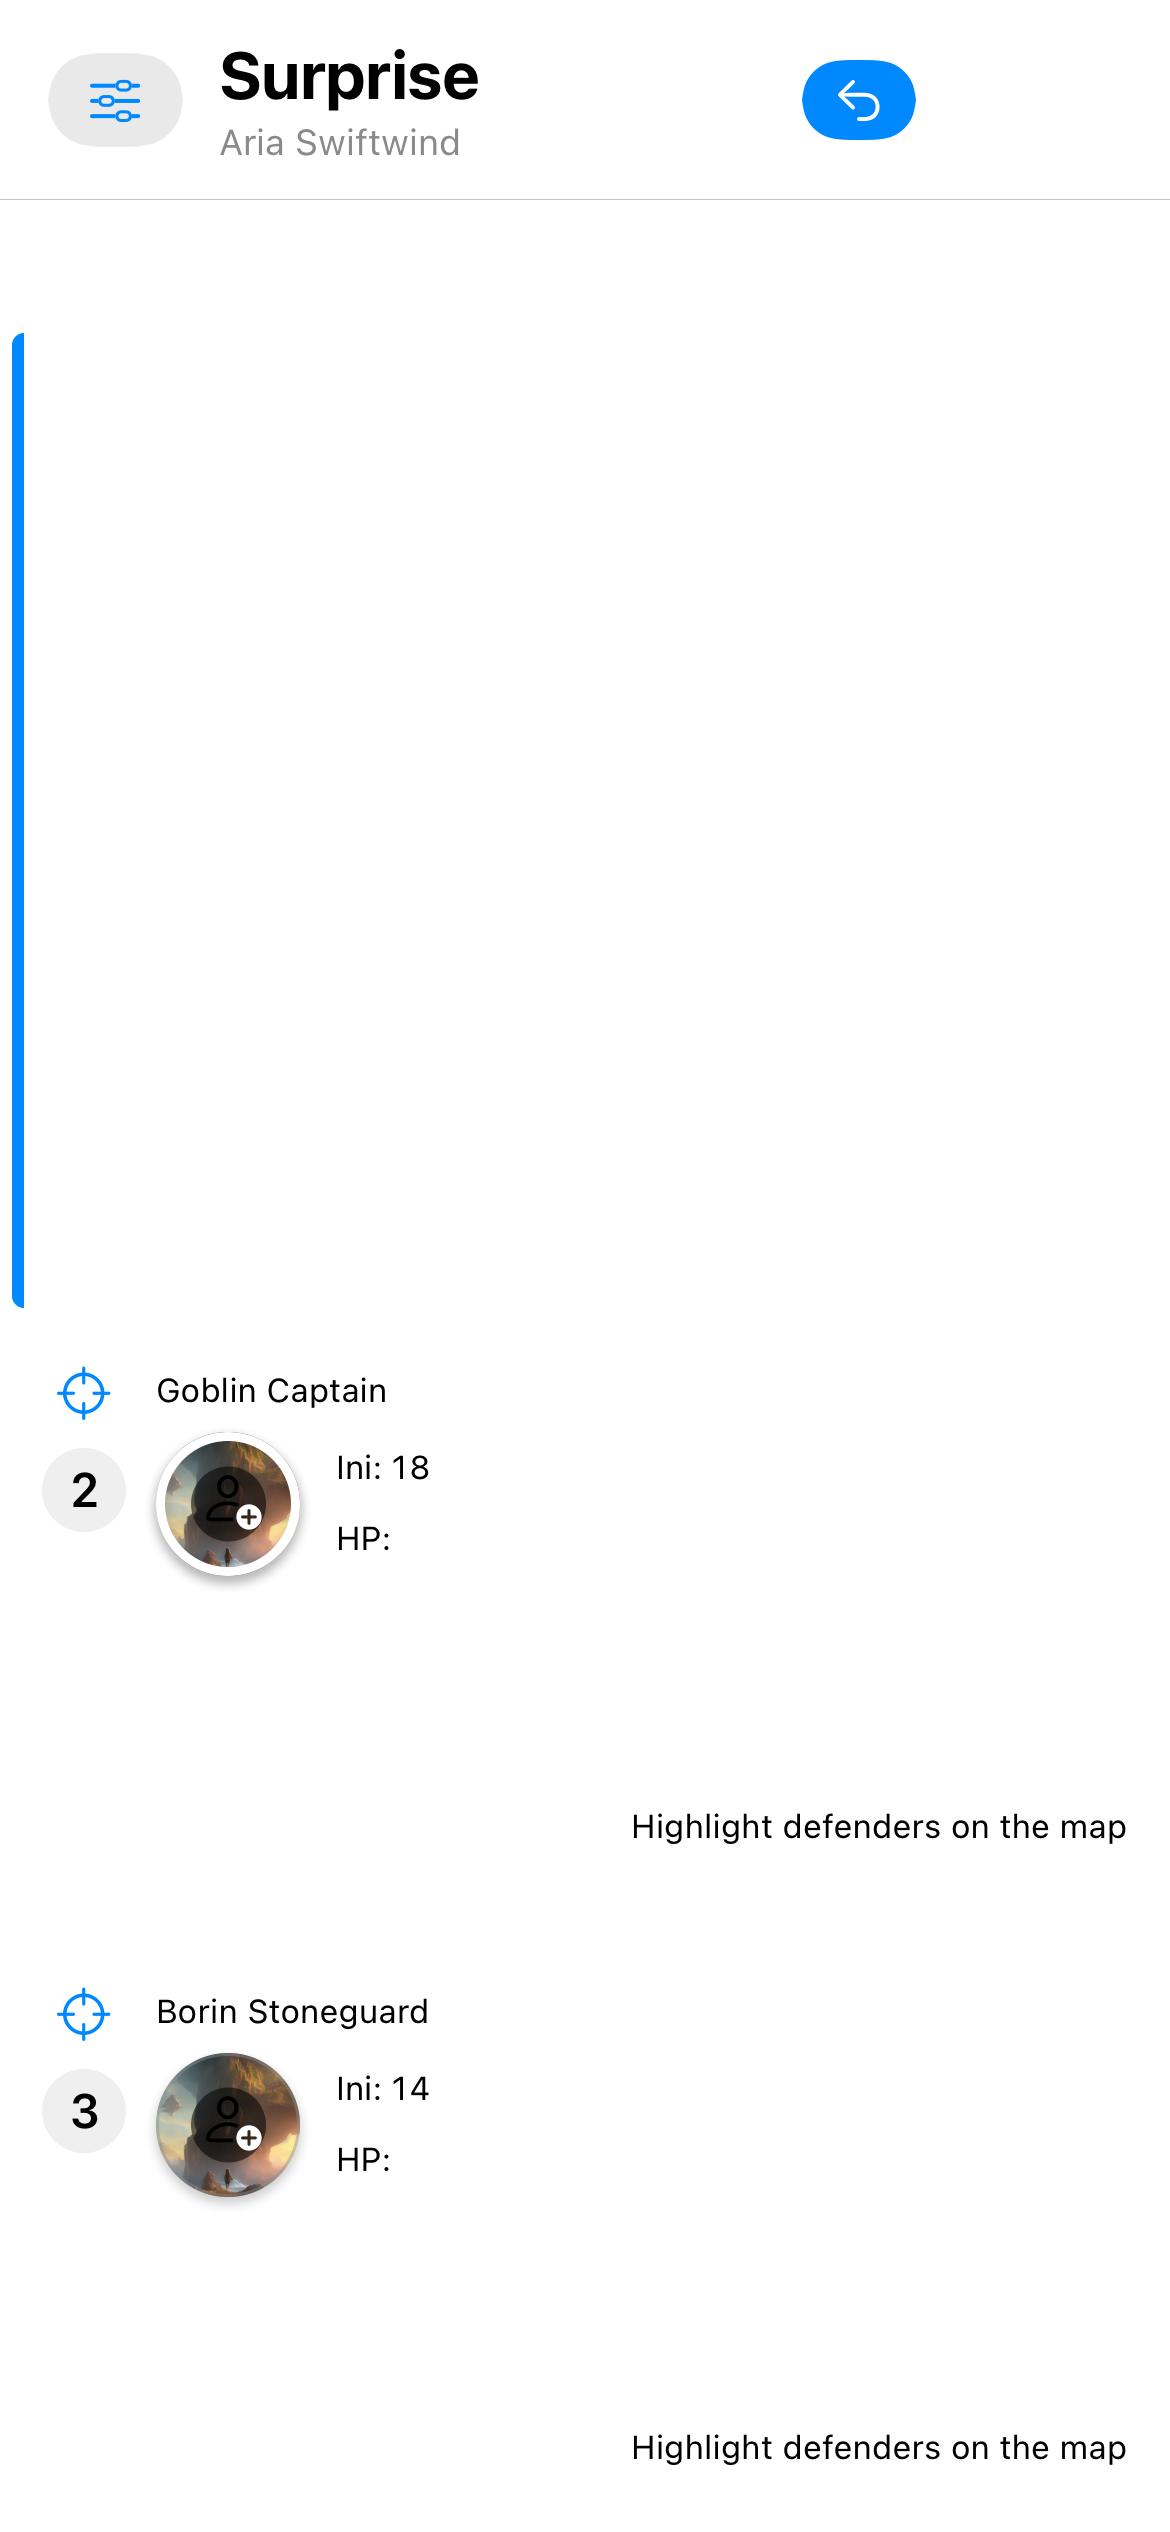 Surprise
Aria Swiftwind
Goblin Captain
2
Ini: 18
HP:
Highlight defenders on the map
Borin Stoneguard
3
Ini: 14
HP:
Highlight defenders on the map